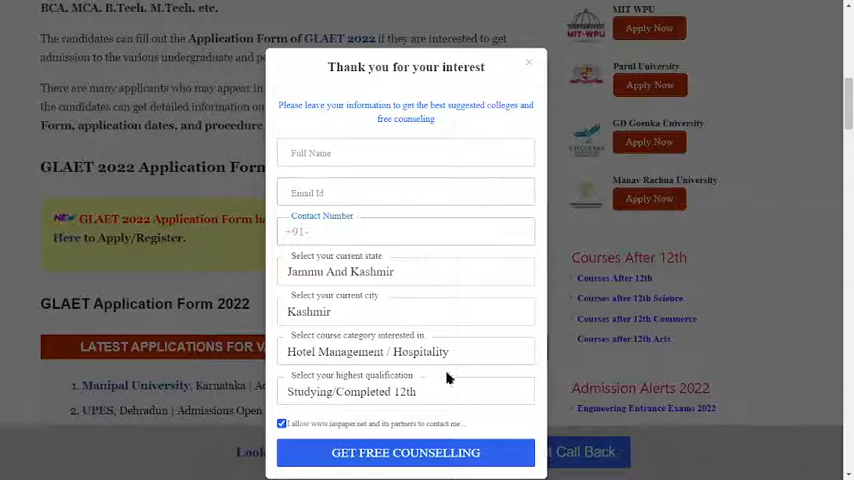 BCA, MCA, B.Tech, M.Tech, etc.
The candidates can fill out the Application Form of GLAET 2022 if they are interested to get
admission to the various undergraduate and po
There are many applicants who may appear in
the candidates can get detailed information on
Form, application dates, and procedure
GLAET 2022 Application Form
NEW GLAET 2022 Application Form ha
Here to Apply/Register.
GLAET Application Form 2022
LATEST APPLICATIONS FOR VA
1. Manipal University, Karnataka | A
2. UPES, Dehradun | Admissions Open
Look
Thank you for your interest
×
Please leave your information to get the best suggested colleges and
free counseling
Full Name
Email Id
Contact Number
+91-
Select your current state
Jammu And Kashmir
Select your current city
Kashmir
Select course category interested in
Hotel Management / Hospitality
Select your highest qualification
Studying/Completed 12th
I allow www.iaspaper.net and its partners to contact me...
GET FREE COUNSELLING
t Call Back
MIT WPU
MIT-WPU
Apply Now
Parul University
Apply Now
GD Goenka University
GD GOENKA
Apply Now
Manav Rachna University
Apply Now
Courses After 12th
Courses After 12th
Courses after 12th Science
Courses after 12th Commerce
Courses after 12th Arts
Admission Alerts 2022
Engineering Entrance Exams 2022